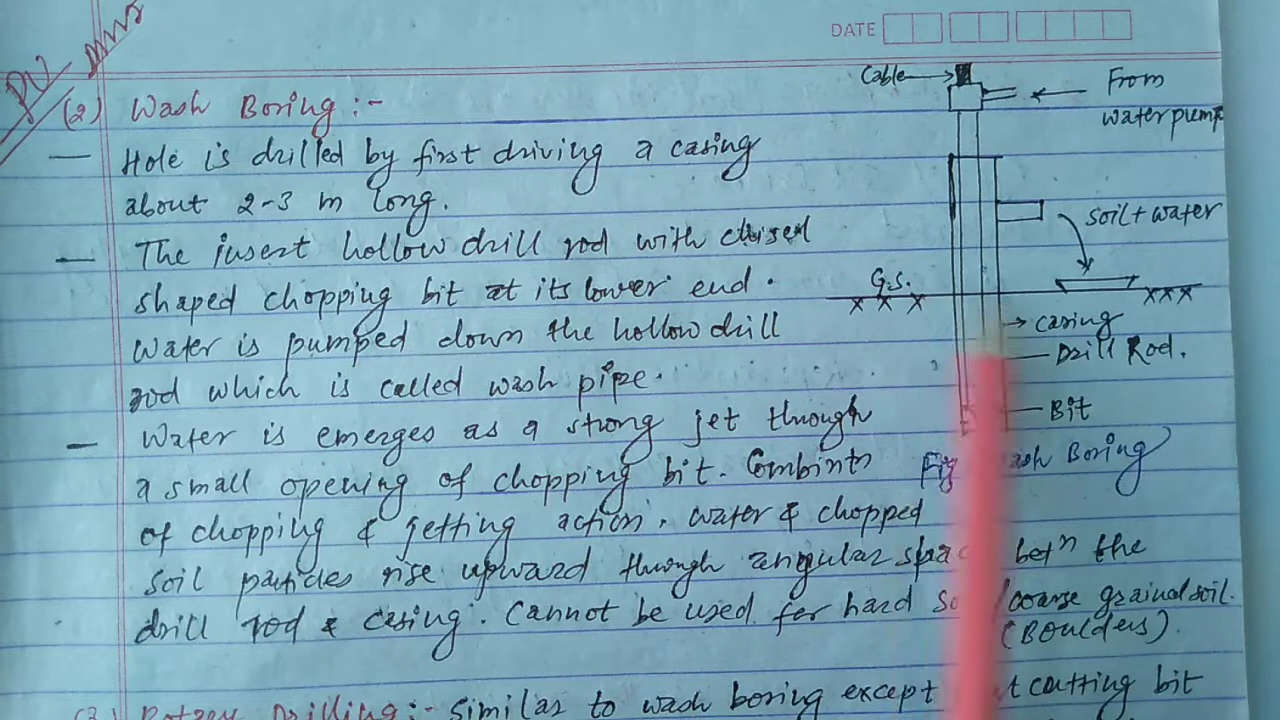 DATE
(2) Wash Boring :-
— Hole is drilled by first driving a casing
about 2-3 m long.
— The insert hollow drill rod with chisel
shaped chopping bit at its lower end.
Water is pumped down the hollow drill
rod which is called wash pipe.
— Water is emerges as a strong jet through
a small opening of chopping bit. Combintn
of chopping & jetting action. Water & chopped
soil particles rise upward through angular space betn the
drill rod & casing. Cannot be used for hard /coarse grained soil.
(Boulders).
(3) Rotary Drilling :- Similar to wash boring except cutting bit
Cable
From
water pump
soil + water
G.S.
casing
Drill Rod.
Bit
Fig Boring